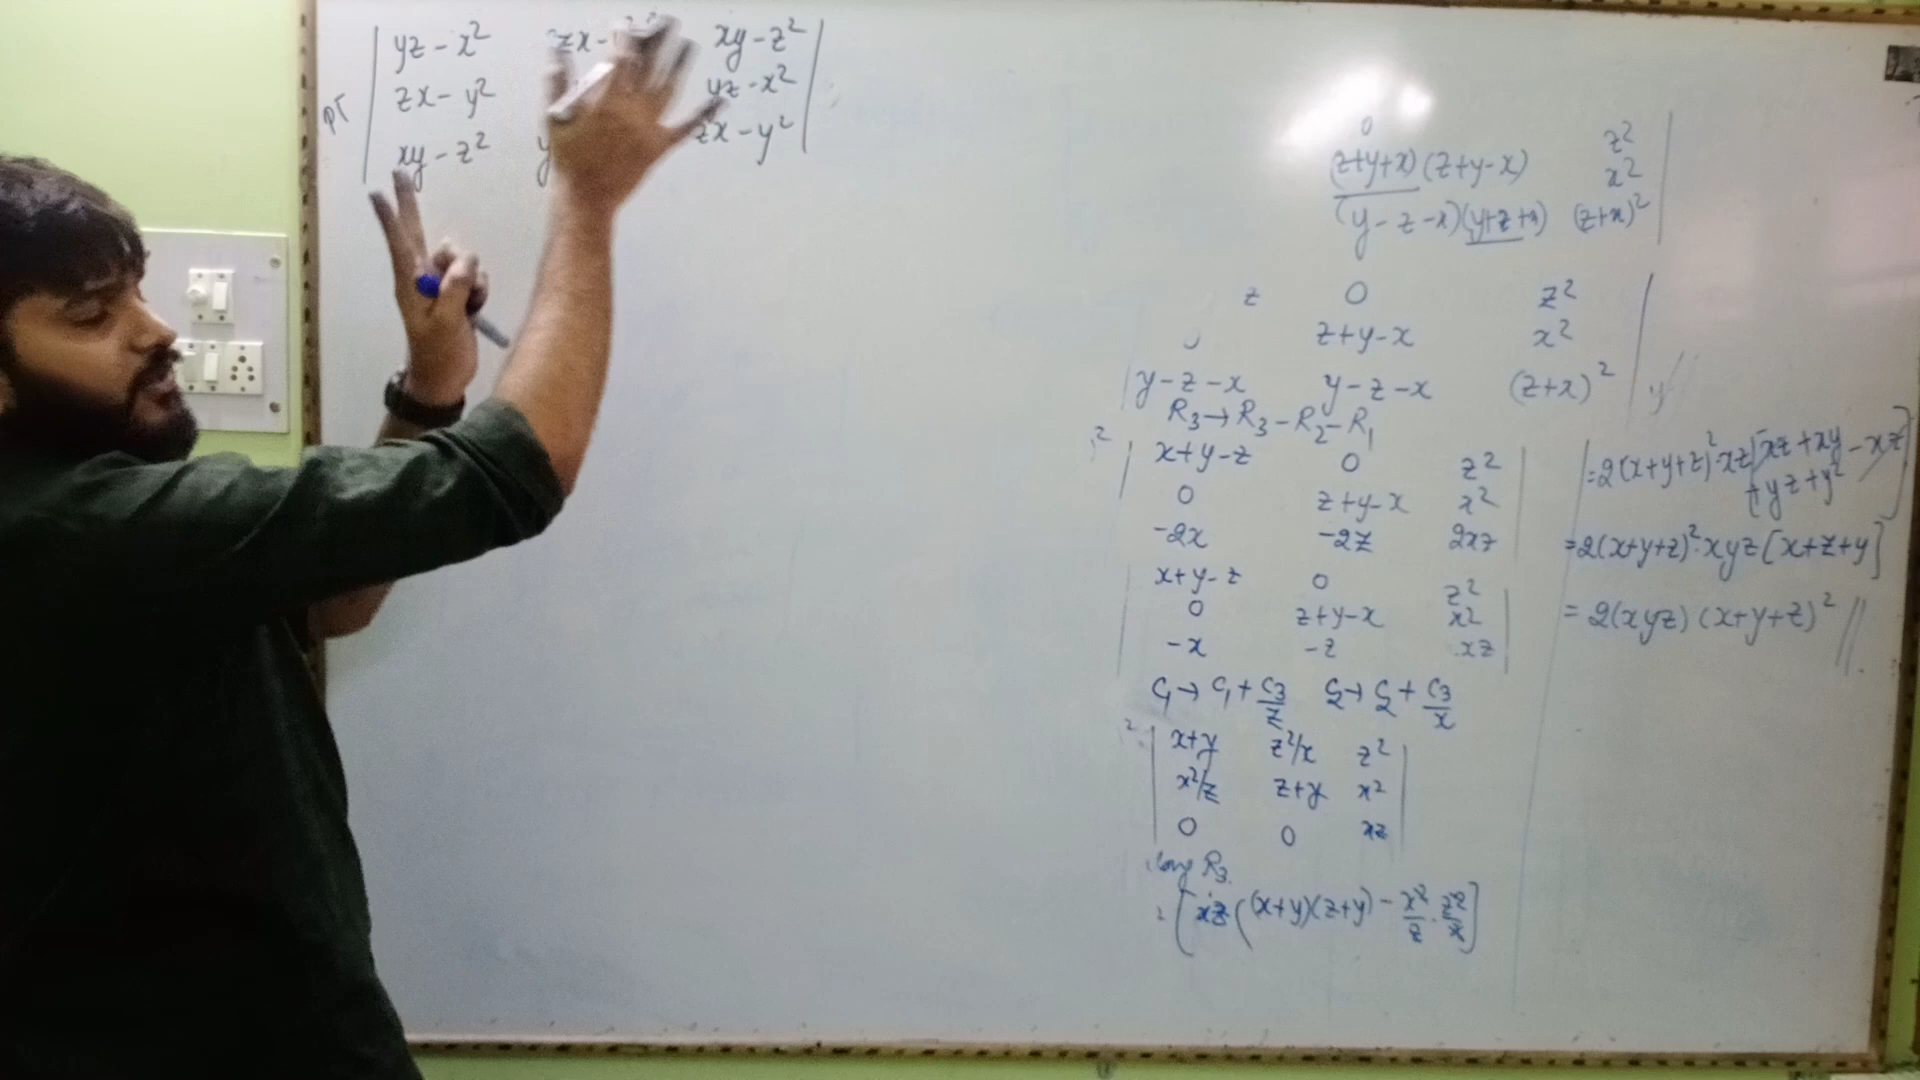 PT | yz - x² zx - xy - z² |
zx - y² yz - x²
xy - z² y zx - y²
0 z²
(z+y+x)(z+y-x) x²
(y-z-x)(y+z+x) (z+x)²
z 0 z²
z+y-x x²
y-z-x y-z-x (z+x)²
R₃→R₃-R₂-R₁
x+y-z 0 z²
0 z+y-x x²
-2x -2z 2xz
x+y-z 0 z²
0 z+y-x x²
-x -z xz
C₁→C₁+C₃/z C₂→C₂+C₃/x
x+y z²/x z²
x²/z z+y x²
0 0 xz
R₃.
[xz((x+y)(z+y) - x²/z · z²/x]
=2(x+y+z)²·xz[xz+xy-xz
+yz+y²]
=2(x+y+z)²·xyz[x+z+y]
=2(xyz)(x+y+z)² //